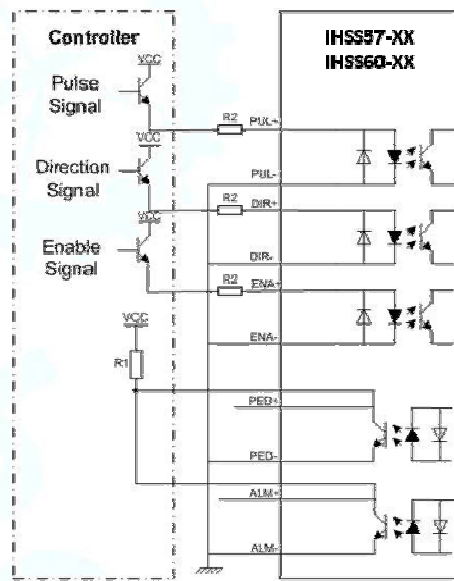 Controller
IHSS57-XX
IHSS60-XX
VCC
Pulse
Signal
R2
PUL+
VCC
Direction
Signal
PUL-
R2
DIR+
VCC
Enable
Signal
DIR-
R2
ENA+
VCC
ENA-
R1
PED+
PED-
ALM+
ALM-